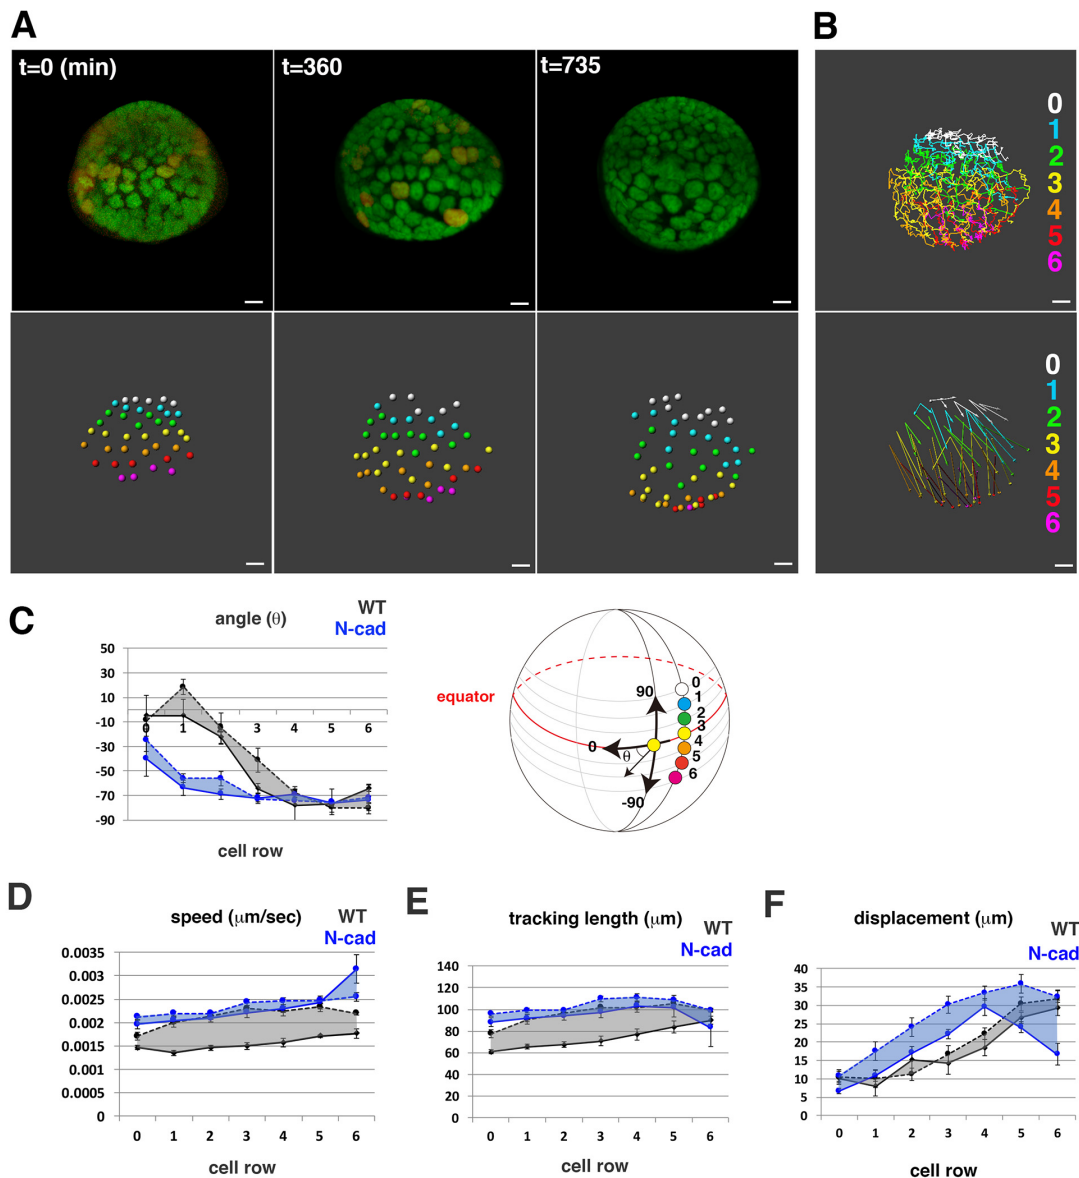 A
t=0 (min)
t=360
t=735
B
0
1
2
3
4
5
6
0
1
2
3
4
5
6
C
angle (θ)
WT
N-cad
50
30
10
-10
-30
-50
-70
-90
0 1 2 3 4 5 6
cell row
equator
90
0
θ
-90
0
1
2
3
4
5
6
D
speed (μm/sec)
WT
N-cad
0.0035
0.003
0.0025
0.002
0.0015
0.001
0.0005
0
0 1 2 3 4 5 6
cell row
E
tracking length (μm)
WT
N-cad
140
120
100
80
60
40
20
0
0 1 2 3 4 5 6
cell row
F
displacement (μm)
WT
N-cad
40
35
30
25
20
15
10
5
0
0 1 2 3 4 5 6
cell row